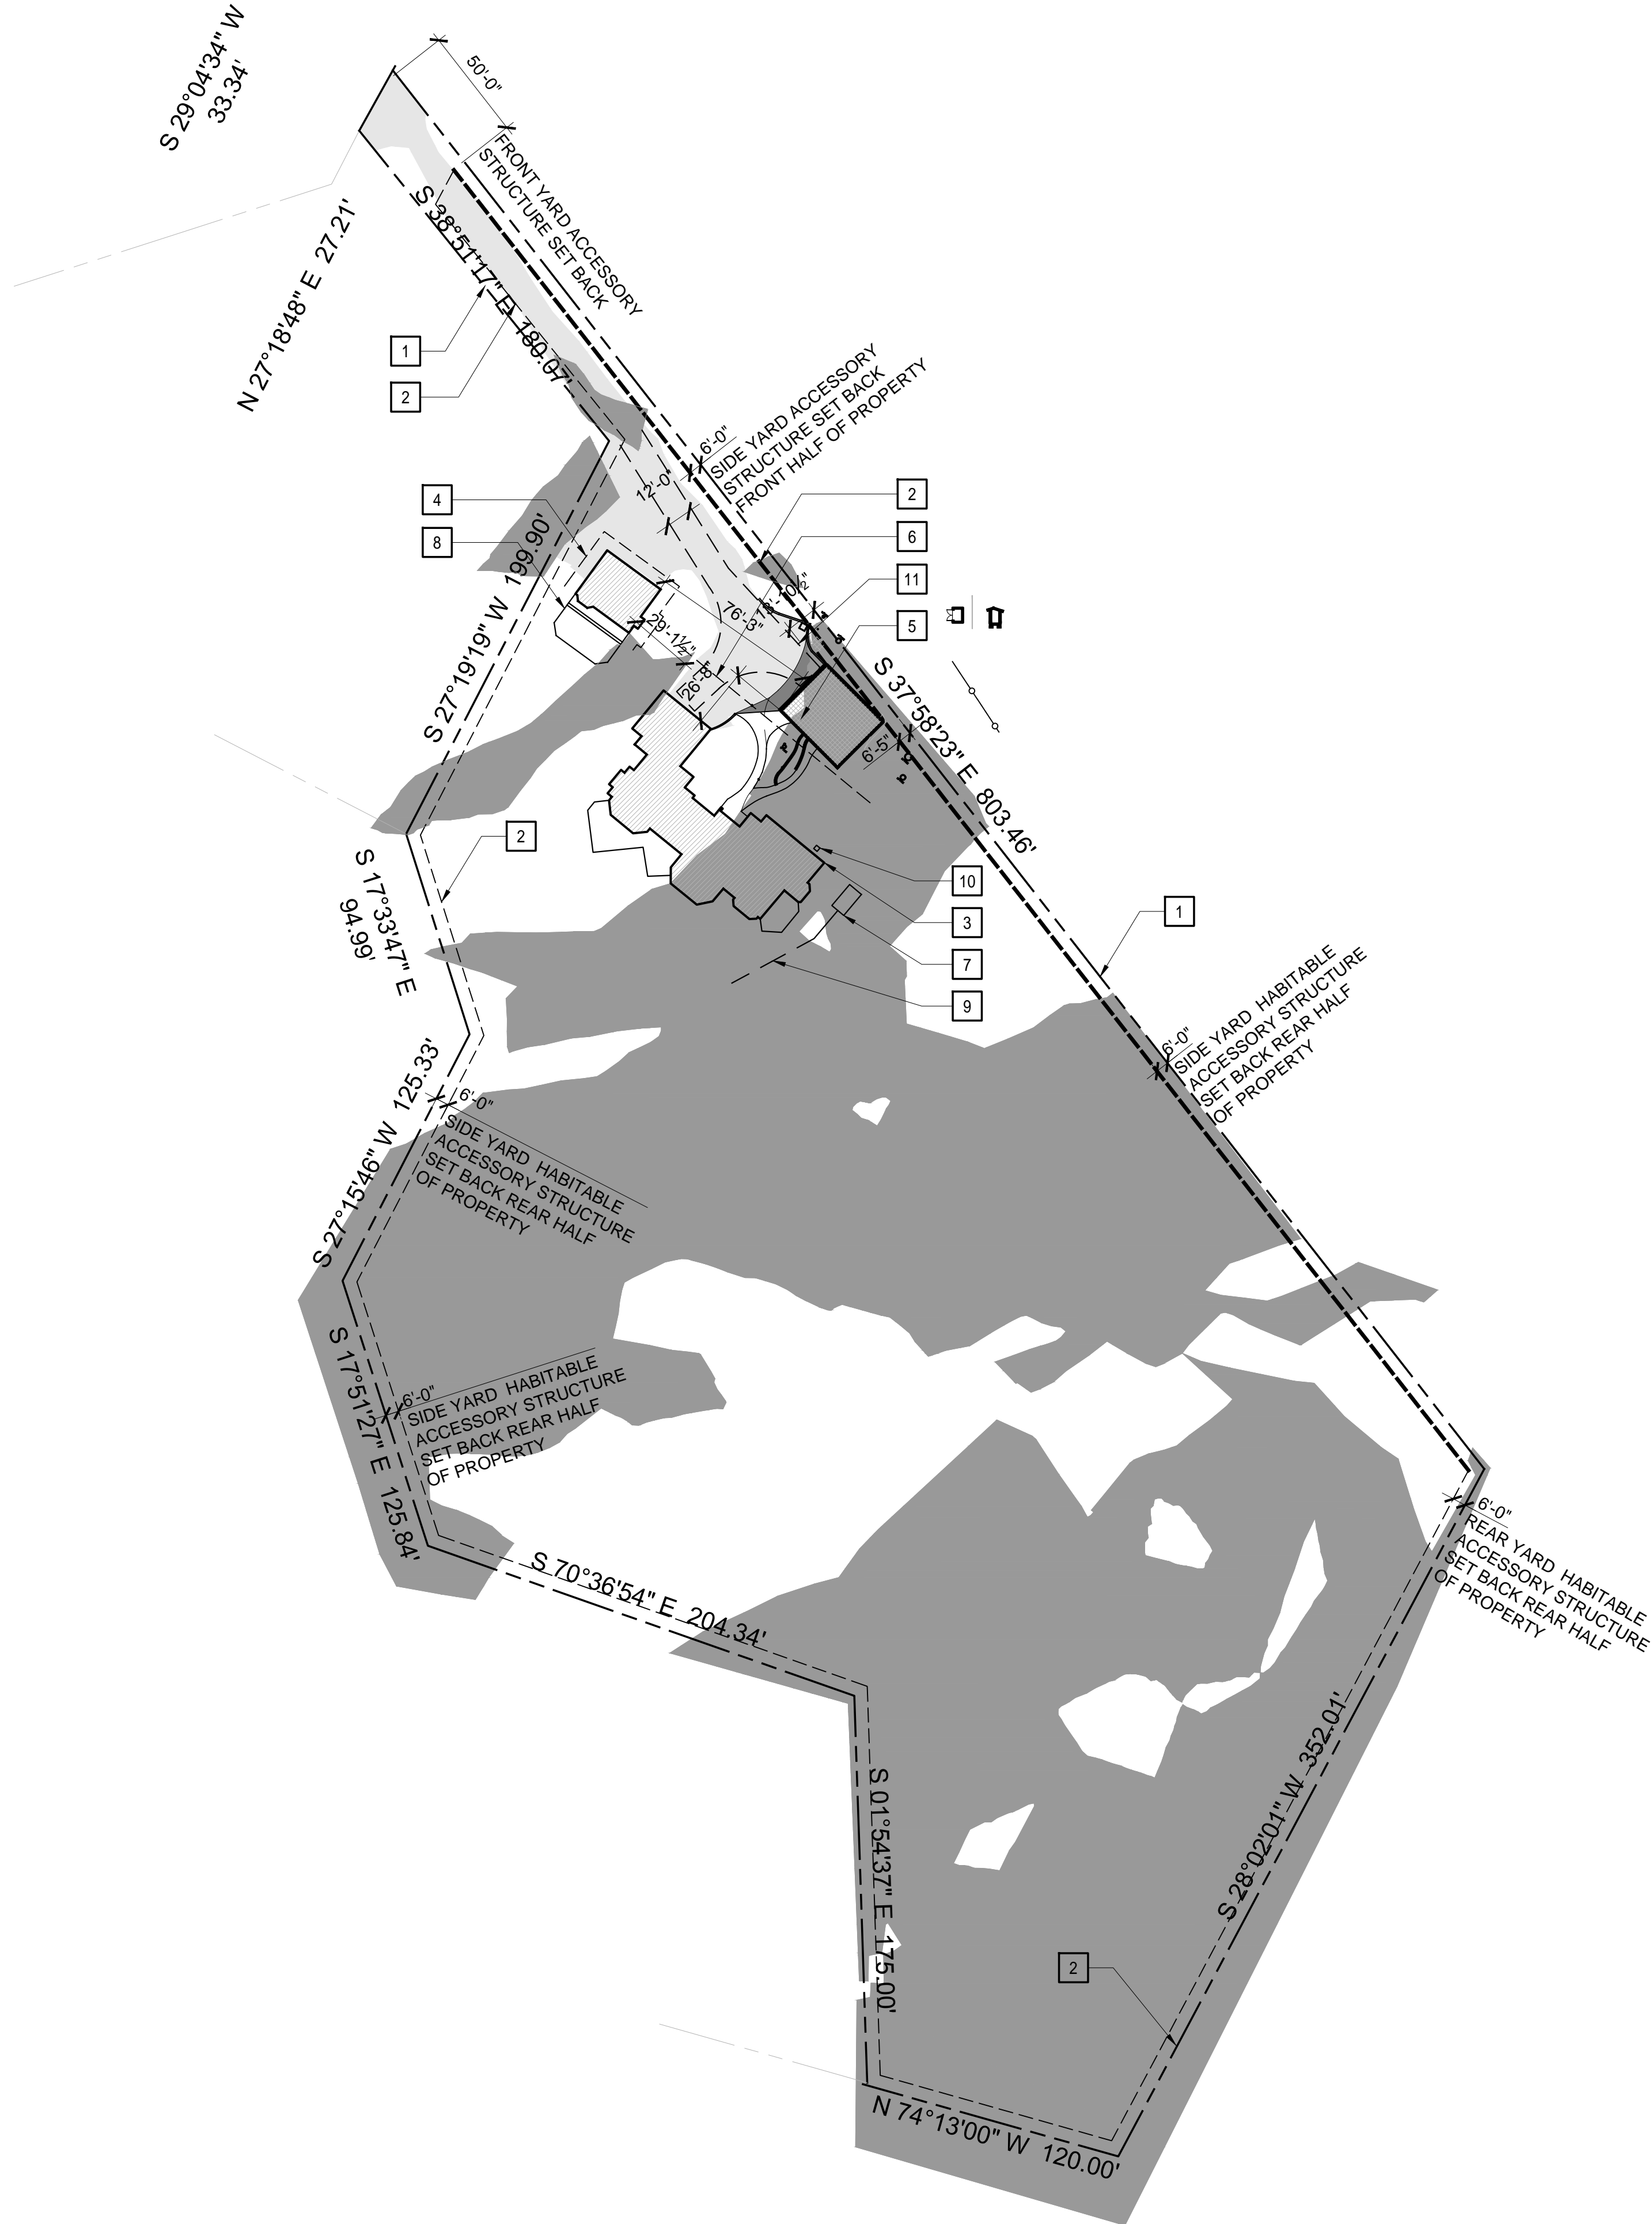 S 29°04'34" W
33.34'
50'-0"
FRONT YARD ACCESSORY
STRUCTURE SET BACK
N 27°18'48" E 27.21'
S 38°51'17" E 180.07'
1
2
6'-0"
SIDE YARD ACCESSORY
STRUCTURE SET BACK
FRONT HALF OF PROPERTY
12'-0"
4
8
2
6
11
5
S 27°19'19" W 199.90'
76'-3"
29'-1½"
26'-8"
6'-5"
S 37°58'23" E 803.46'
2
S 17°33'47" E
94.99'
10
3
7
9
1
6'-0"
SIDE YARD HABITABLE
ACCESSORY STRUCTURE
SET BACK REAR HALF
OF PROPERTY
S 27°15'46" W 125.33'
6'-0"
SIDE YARD HABITABLE
ACCESSORY STRUCTURE
SET BACK REAR HALF
OF PROPERTY
S 17°51'27" E 125.84'
6'-0"
SIDE YARD HABITABLE
ACCESSORY STRUCTURE
SET BACK REAR HALF
OF PROPERTY
6'-0"
REAR YARD HABITABLE
ACCESSORY STRUCTURE
SET BACK REAR HALF
OF PROPERTY
S 70°36'54" E 204.34'
S 01°54'37" E 175.00'
S 28°02'01" W 352.01'
2
N 74°13'00" W 120.00'